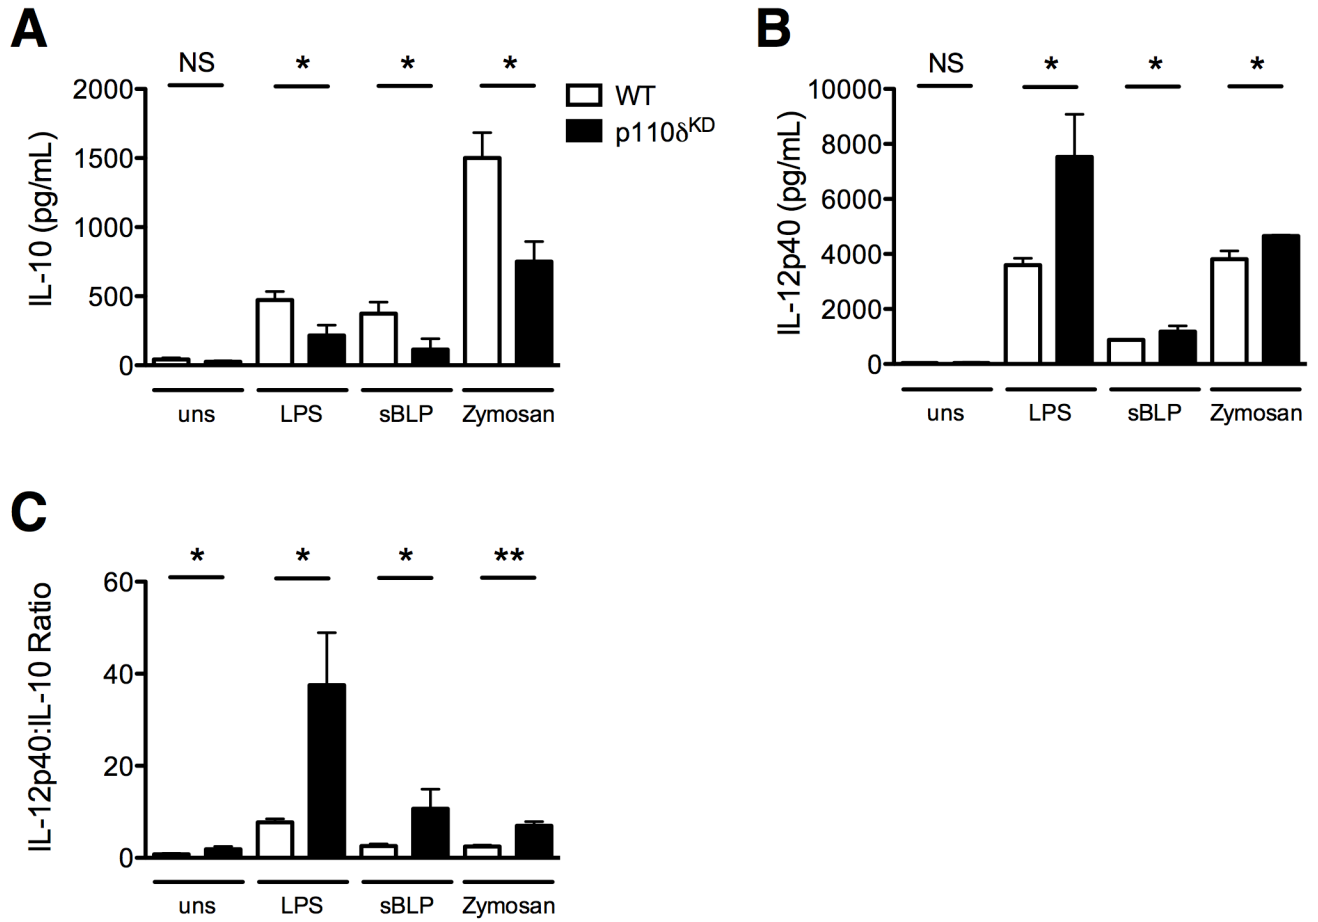 A
NS * * *
IL-10 (pg/mL)
2000
1500
1000
500
0
uns LPS sBLP Zymosan
WT
p110δKD
B
NS * * *
IL-12p40 (pg/mL)
10000
8000
6000
4000
2000
0
uns LPS sBLP Zymosan
C
* * * **
IL-12p40:IL-10 Ratio
60
40
20
0
uns LPS sBLP Zymosan